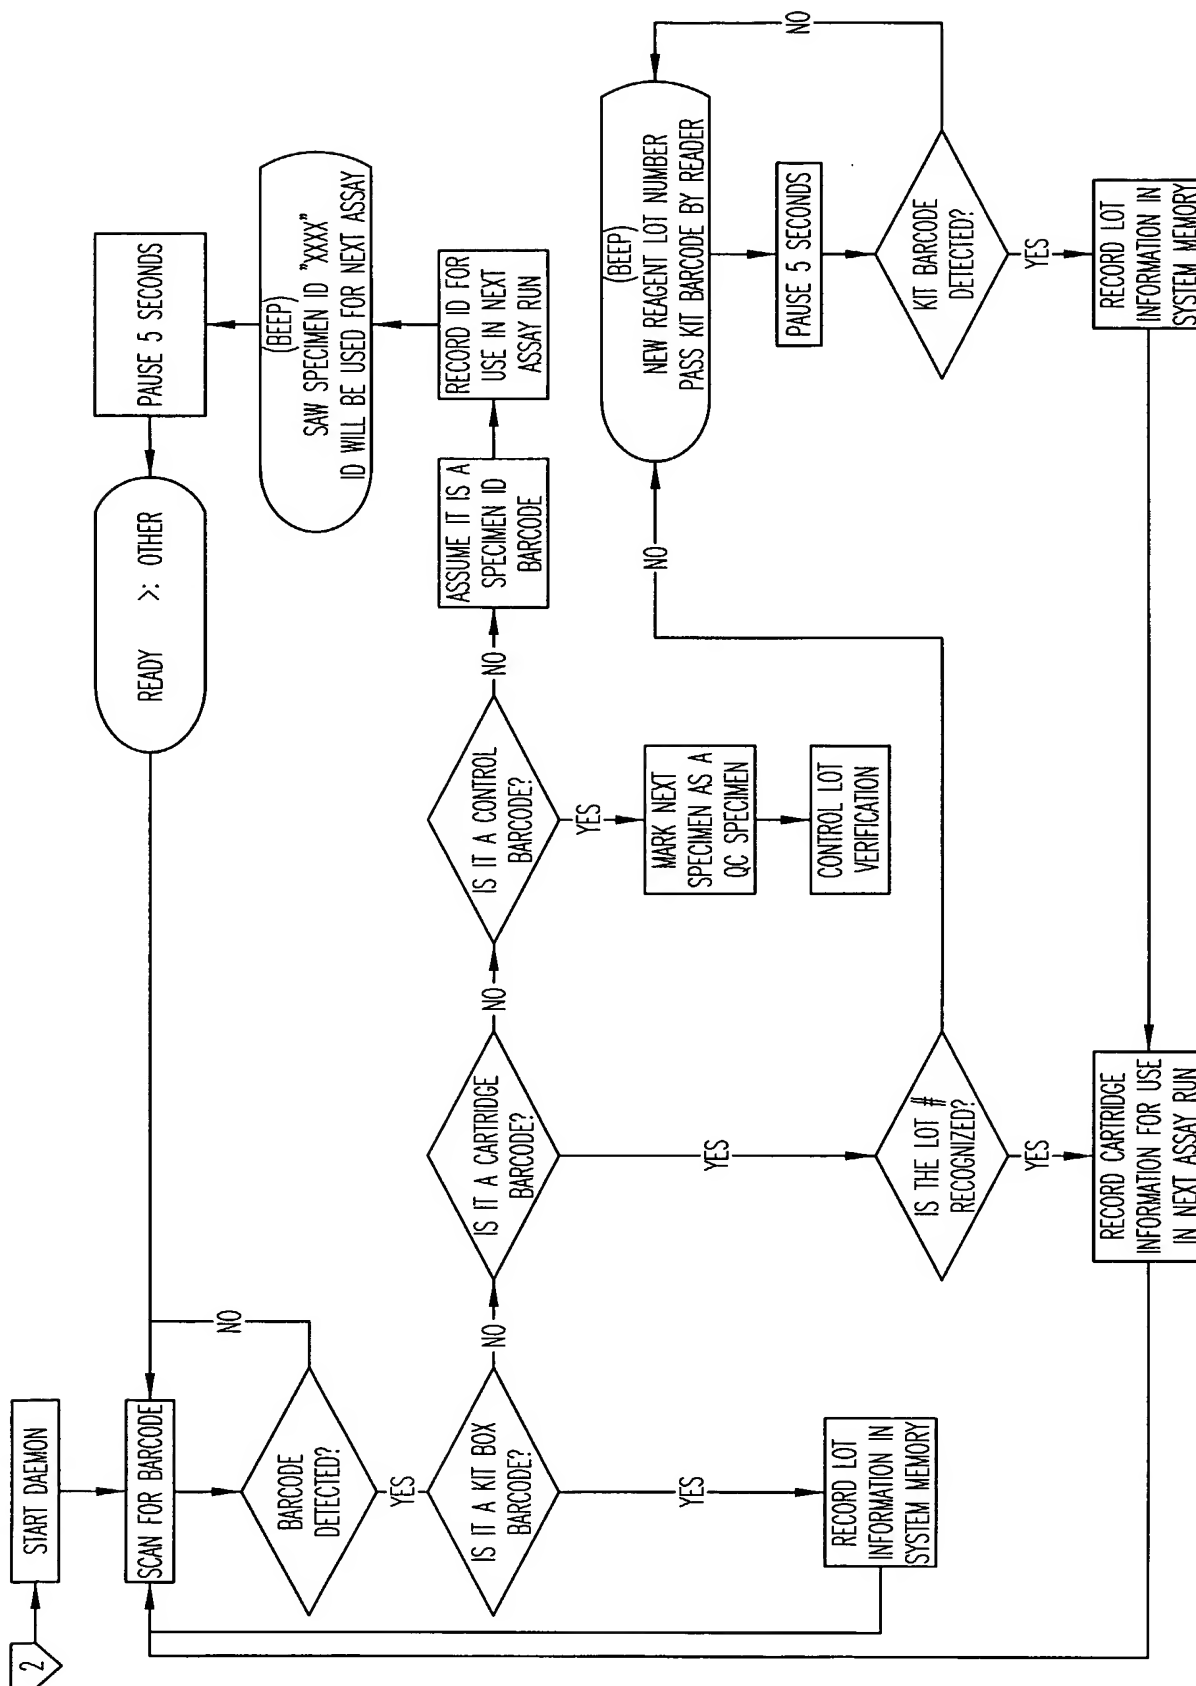 2
START DAEMON
SCAN FOR BARCODE
BARCODE
DETECTED?
NO
YES
IS IT A KIT BOX
BARCODE?
YES
RECORD LOT
INFORMATION IN
SYSTEM MEMORY
NO
IS IT A CARTRIDGE
BARCODE?
YES
IS THE LOT #
RECOGNIZED?
YES
RECORD CARTRIDGE
INFORMATION FOR USE
IN NEXT ASSAY RUN
NO
NO
IS IT A CONTROL
BARCODE?
YES
MARK NEXT
SPECIMEN AS A
QC SPECIMEN
CONTROL LOT
VERIFICATION
NO
ASSUME IT IS A
SPECIMEN ID
BARCODE
RECORD ID FOR
USE IN NEXT
ASSAY RUN
(BEEP)
SAW SPECIMEN ID "XXXX"
ID WILL BE USED FOR NEXT ASSAY
PAUSE 5 SECONDS
READY >: OTHER
(BEEP)
NEW REAGENT LOT NUMBER
PASS KIT BARCODE BY READER
PAUSE 5 SECONDS
KIT BARCODE
DETECTED?
NO
YES
RECORD LOT
INFORMATION IN
SYSTEM MEMORY